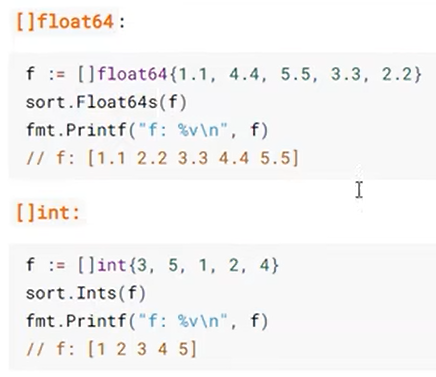 []float64:
f := []float64{1.1, 4.4, 5.5, 3.3, 2.2}
sort.Float64s(f)
fmt.Printf("f: %v\n", f)
// f: [1.1 2.2 3.3 4.4 5.5]
[]int:
f := []int{3, 5, 1, 2, 4}
sort.Ints(f)
fmt.Printf("f: %v\n", f)
// f: [1 2 3 4 5]